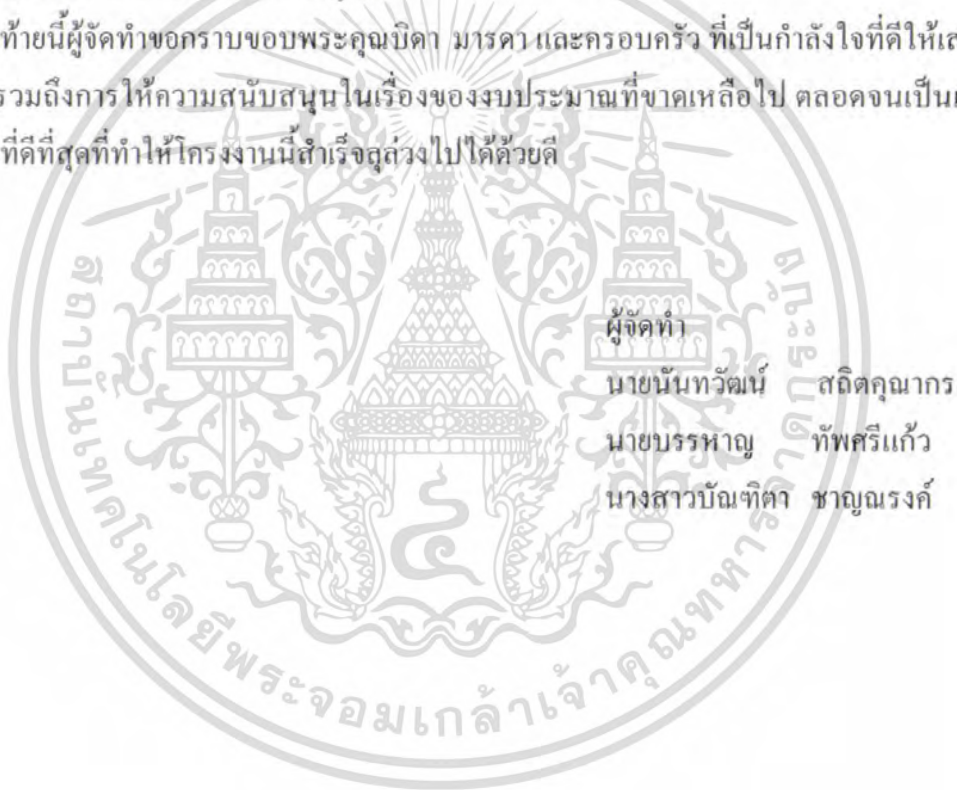 ท้ายนี้ผู้จัดทำขอกราบขอบพระคุณบิดา มารดา และครอบครัว ที่เป็นกำลังใจที่ดีให้เส
รวมถึงการให้ความสนับสนุนในเรื่องของงบประมาณที่ขาดเหลือไป ตลอดจนเป็น
ที่ดีที่สุดที่ทำให้โครงงานนี้สำเร็จลุล่วงไปได้ด้วยดี
ผู้จัดทำ
นายนันทวัฒน์ สถิตคุณากร
นายบรรหาญ ทัพศรีแก้ว
นางสาวบัณฑิตา ชาญณรงค์
สถาบันเทคโนโลยีพระจอมเกล้าเจ้าคุณทหารลาดกระบัง